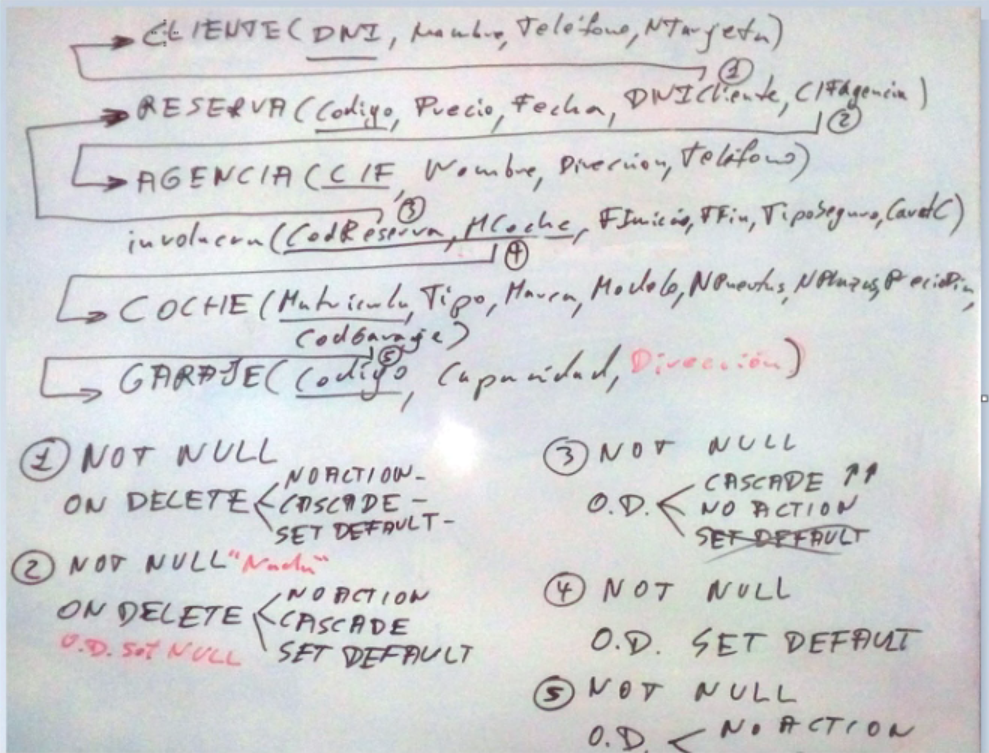 CLIENTE(DNI, Nombre, Teléfono, NTarjeta)
①
RESERVA(Codigo, Precio, Fecha, DNICliente, CIFAgencia)
②
AGENCIA(CIF, Nombre, Direccion, Teléfono)
③
involucra(CodReserva, MCoche, FInicio, FFin, TipoSeguro, )
④
COCHE(Matricula, Tipo, Marca, Modelo, NPuertas, NPlazas, PrecioDia,
CodGaraje)
⑤
GARAJE(Codigo, Capacidad, Dirección)
① NOT NULL
ON DELETE NO ACTION -
CASCADE -
SET DEFAULT -
② NOT NULL "Nada"
ON DELETE NO ACTION
CASCADE
SET DEFAULT
O.D. Set NULL
③ NOT NULL
O.D. CASCADE ↑↑
NO ACTION
SET DEFAULT
④ NOT NULL
O.D. SET DEFAUT
⑤ NOT NULL
O.D. NO ACTION